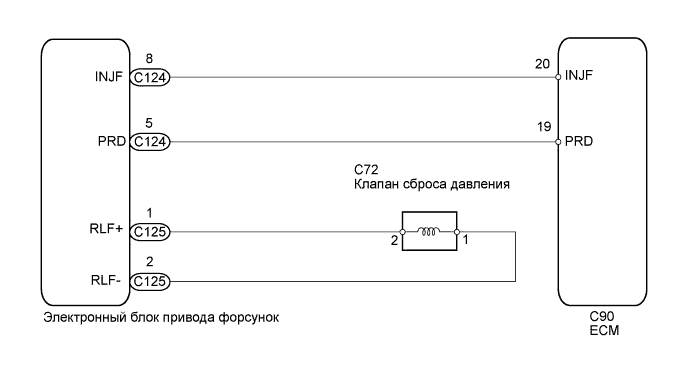 8
INJF C124 20 INJF
5
PRD C124 19 PRD
C72
Клапан сброса давления
1
RLF+ C125 2 1
2
RLF- C125
Электронный блок привода форсунок
C90
ECM